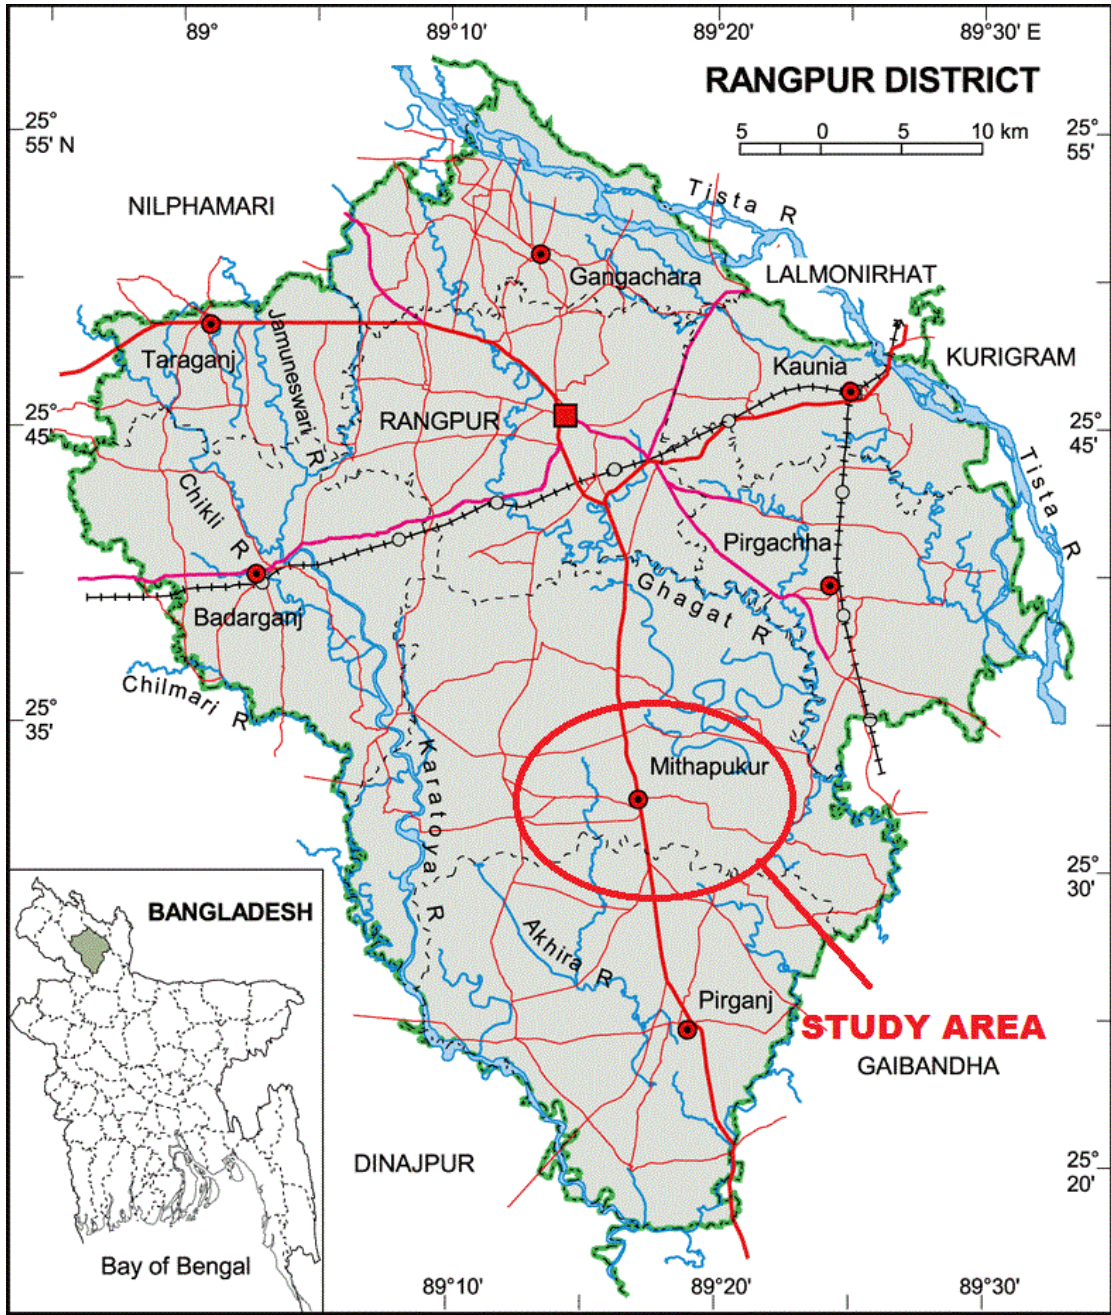 89°
89°10'
89°20'
89°30' E
RANGPUR DISTRICT
5 0 5 10 km
25°
55' N
25°
55'
Tista R
NILPHAMARI
LALMONIRHAT
Gangachara
Jamuneswari R
Taraganj
Kaunia
KURIGRAM
RANGPUR
25°
45'
25°
45'
Tista R
Chikli R
Pirgachha
Ghagat R
Badarganj
Chilmari R
25°
35'
Karatoya R
Mithapukur
25°
30'
BANGLADESH
Akhira R
Pirganj
STUDY AREA
GAIBANDHA
DINAJPUR
25°
20'
Bay of Bengal
89°10'
89°20'
89°30'